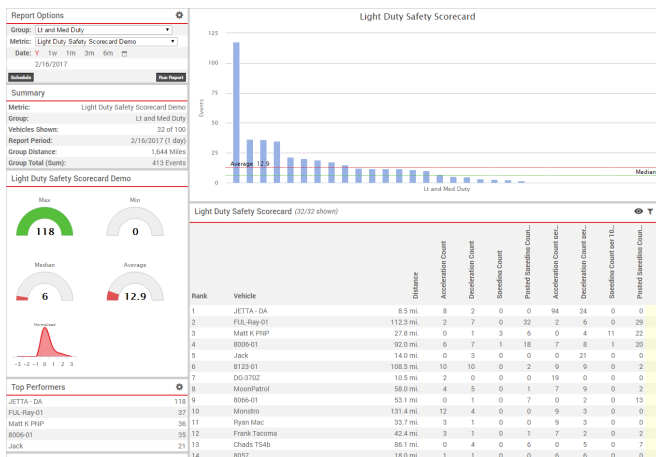 Report Options
Group: Lt and Med Duty
Metric: Light Duty Safety Scorecard Demo
Date: Y 1w 1m 3m 6m
2/16/2017
Schedule Run Report
Summary
Metric: Light Duty Safety Scorecard Demo
Group: Lt and Med Duty
Vehicles Shown: 32 of 100
Report Period: 2/16/2017 (1 day)
Group Distance: 1,644 Miles
Group Total (Sum): 413 Events
Light Duty Safety Scorecard Demo
Max Min
118 0
Median Average
6 12.9
Normalised
-3 -2 -1 0 1 2 3
Top Performers
JETTA - DA 118
FUL-Ray-01 37
Matt K PNP 36
8006-01 35
Jack 21
Light Duty Safety Scorecard
125
100
75
50
25
0
Events
Average: 12.9
Median
Lt and Med Duty
Light Duty Safety Scorecard (32/32 shown)
Rank Vehicle Distance Acceleration Count Deceleration Count Speeding Count Posted Speeding Coun... Acceleration Count per... Deceleration Count per... Speeding Count per 10... Posted Speeding Coun...
1 JETTA - DA 8.5 mi. 8 2 0 0 94 24 0 0
2 FUL-Ray-01 112.3 mi. 2 7 0 32 2 6 0 29
3 Matt K PNP 27.8 mi. 0 1 3 6 0 4 11 22
4 8006-01 92.0 mi. 6 7 1 18 7 8 1 20
5 Jack 14.0 mi. 0 3 0 0 0 21 0 0
6 8123-01 108.5 mi. 10 10 0 2 9 9 0 2
7 DG-370Z 10.5 mi. 2 0 0 0 19 0 0 0
8 MoonPatrol 58.0 mi. 4 5 0 1 7 9 0 2
9 8066-01 53.1 mi. 0 1 0 7 0 2 0 13
10 Monstro 131.4 mi. 12 4 0 0 9 3 0 0
11 Ryan Mac 33.7 mi. 3 1 0 0 9 3 0 0
12 Frank Tacoma 42.4 mi. 3 1 0 1 7 2 0 2
13 Chads TS4b 86.1 mi. 0 4 0 6 0 5 0 7
14 8057 18.0 mi. 1 1 0 0 6 6 0 0